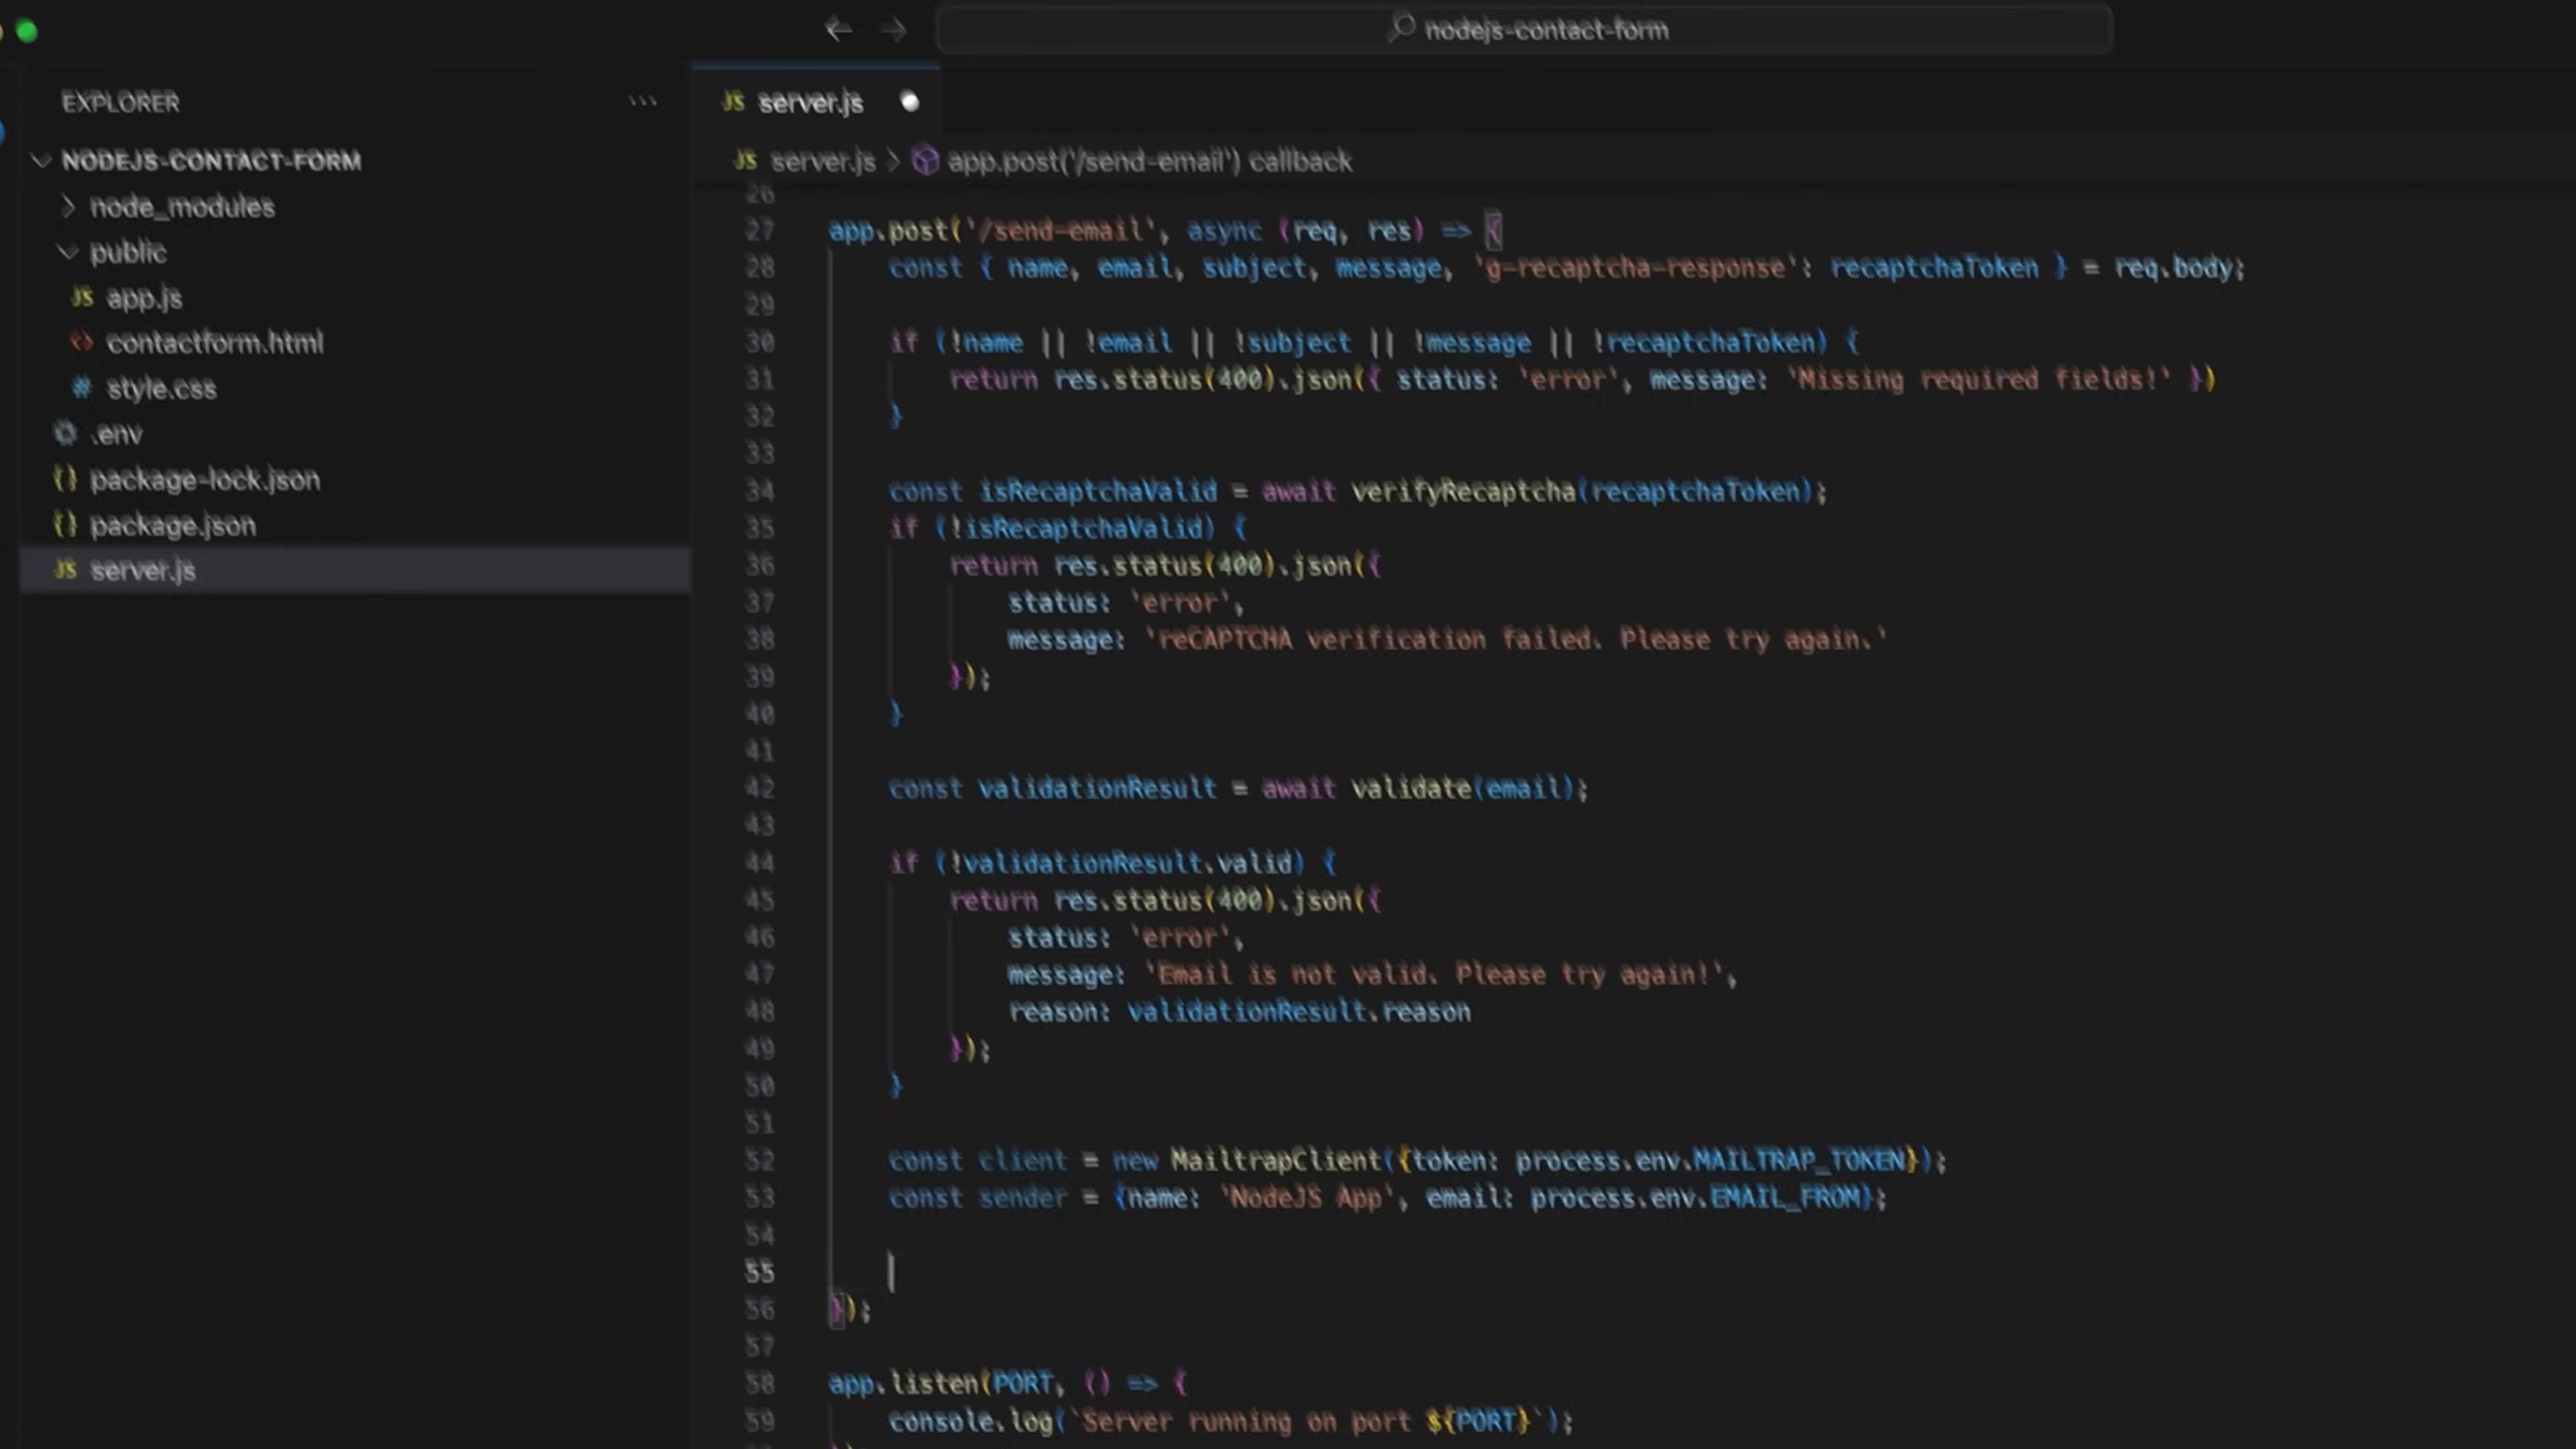 nodejs-contact-form
EXPLORER
NODEJS-CONTACT-FORM
node_modules
public
JS app.js
<> contactform.html
# style.css
.env
{} package-lock.json
{} package.json
JS server.js
JS server.js
JS server.js > app.post('/send-email') callback
26
27 app.post('/send-email', async (req, res) => {
28 const { name, email, subject, message, 'g-recaptcha-response': recaptchaToken } = req.body;
29
30 if (!name || !email || !subject || !message || !recaptchaToken) {
31 return res.status(400).json({ status: 'error', message: 'Missing required fields!' })
32 }
33
34 const isRecaptchaValid = await verifyRecaptcha(recaptchaToken);
35 if (!isRecaptchaValid) {
36 return res.status(400).json({
37 status: 'error',
38 message: 'reCAPTCHA verification failed. Please try again.'
39 });
40 }
41
42 const validationResult = await validate(email);
43
44 if (!validationResult.valid) {
45 return res.status(400).json({
46 status: 'error',
47 message: 'Email is not valid. Please try again!',
48 reason: validationResult.reason
49 });
50 }
51
52 const client = new MailtrapClient({token: process.env.MAILTRAP_TOKEN});
53 const sender = {name: 'NodeJS App', email: process.env.EMAIL_FROM};
54
55
56 });
57
58 app.listen(PORT, () => {
59 console.log(`Server running on port ${PORT}`);